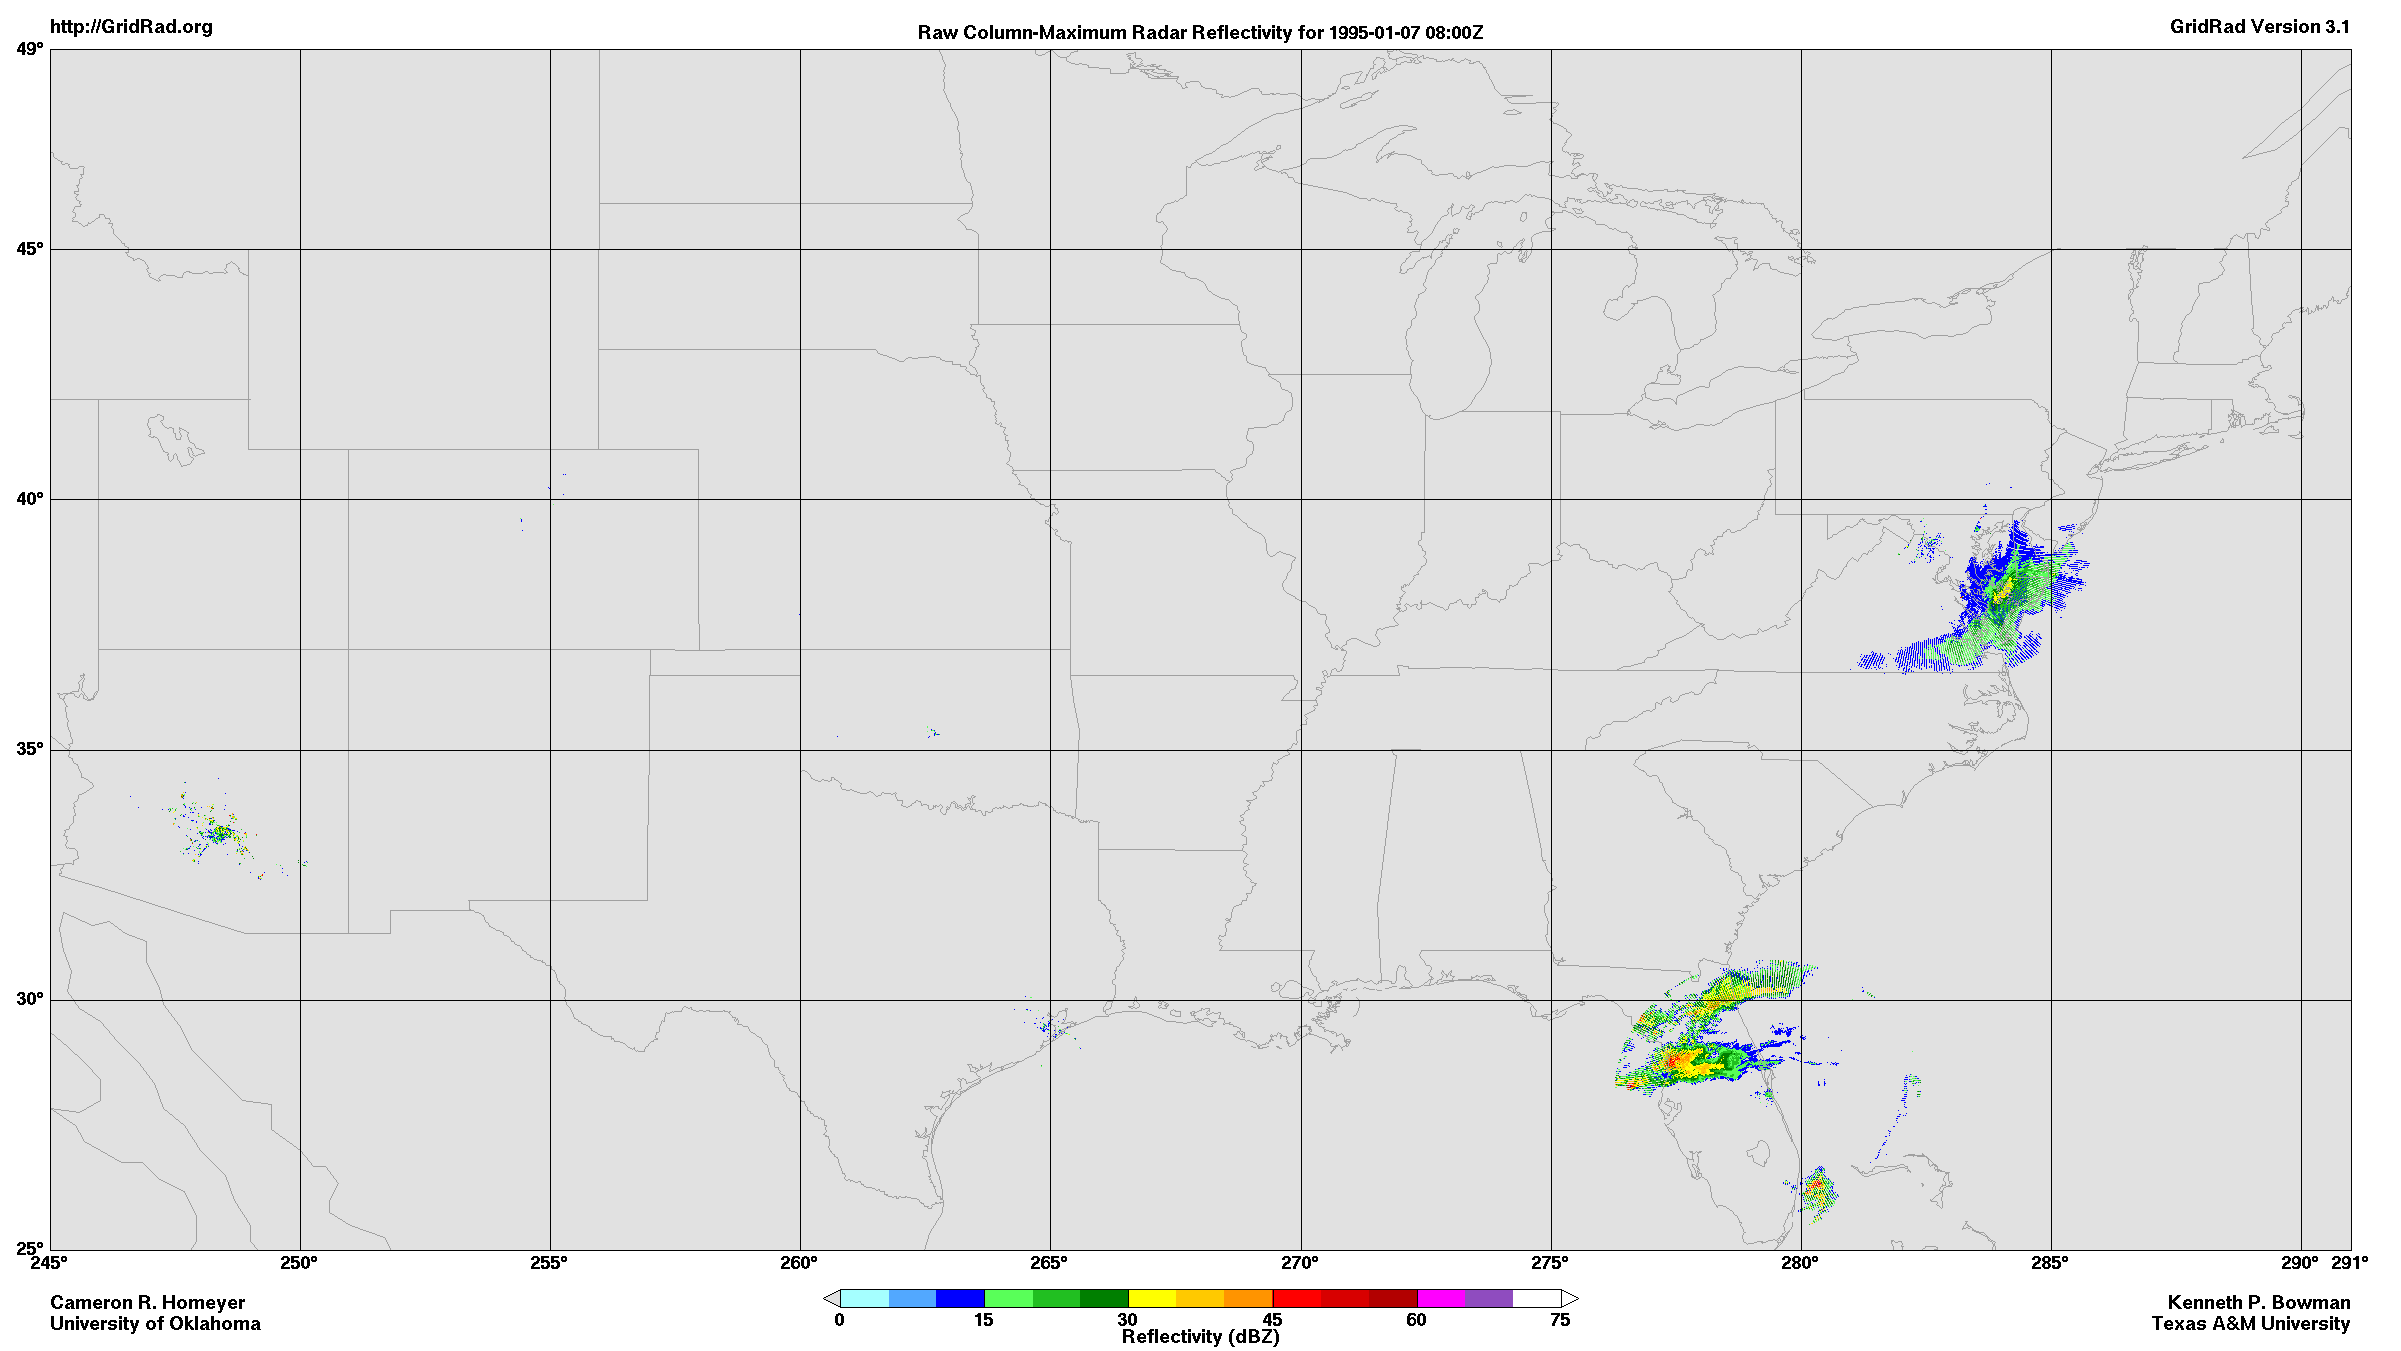 http://GridRad.org
Raw Column-Maximum Radar Reflectivity for 1995-01-07 08:00Z
GridRad Version 3.1
49°
45°
40°
35°
30°
25°
245° 250° 255° 260° 265° 270° 275° 280° 285° 290° 291°
0 15 30 45 60 75
Reflectivity (dBZ)
Cameron R. Homeyer
University of Oklahoma
Kenneth P. Bowman
Texas A&M University